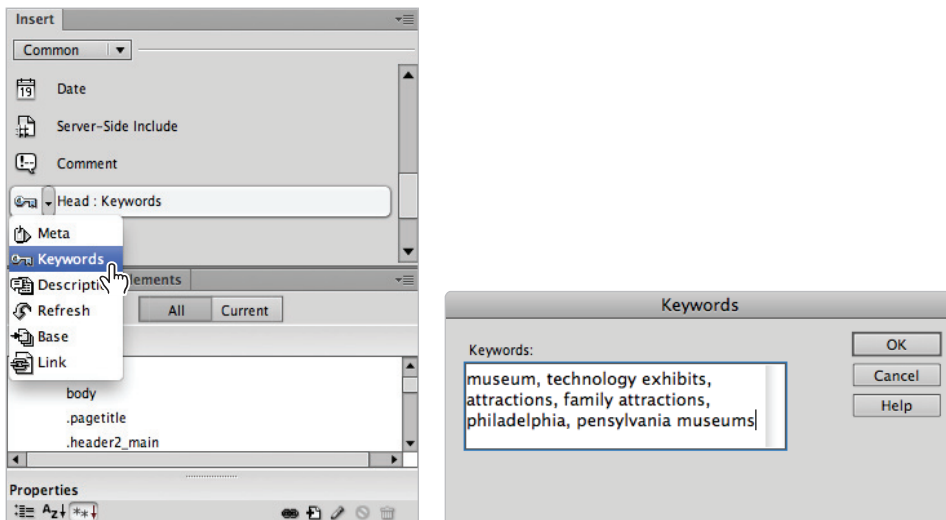 Insert
Common
19 Date
Server-Side Include
!-- Comment
Head : Keywords
Meta
Keywords
Descripti
Refresh
Base
Link
lements
All Current
body
.pagetitle
.header2_main
Properties
AZ **
Keywords
Keywords:
museum, technology exhibits,
attractions, family attractions,
philadelphia, pensylvania museums
OK
Cancel
Help